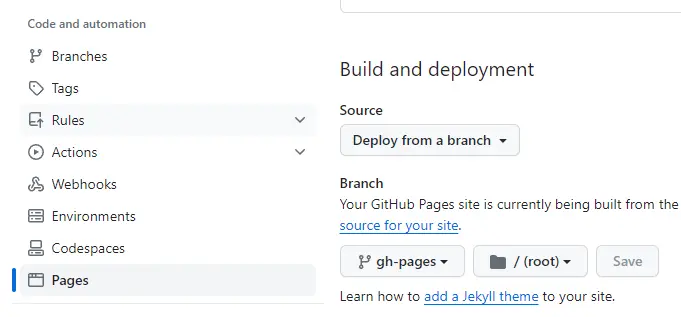 Code and automation
Branches
Tags
Rules
Actions
Webhooks
Environments
Codespaces
Pages
Build and deployment
Source
Deploy from a branch
Branch
Your GitHub Pages site is currently being built from the
source for your site.
gh-pages / (root) Save
Learn how to add a Jekyll theme to your site.